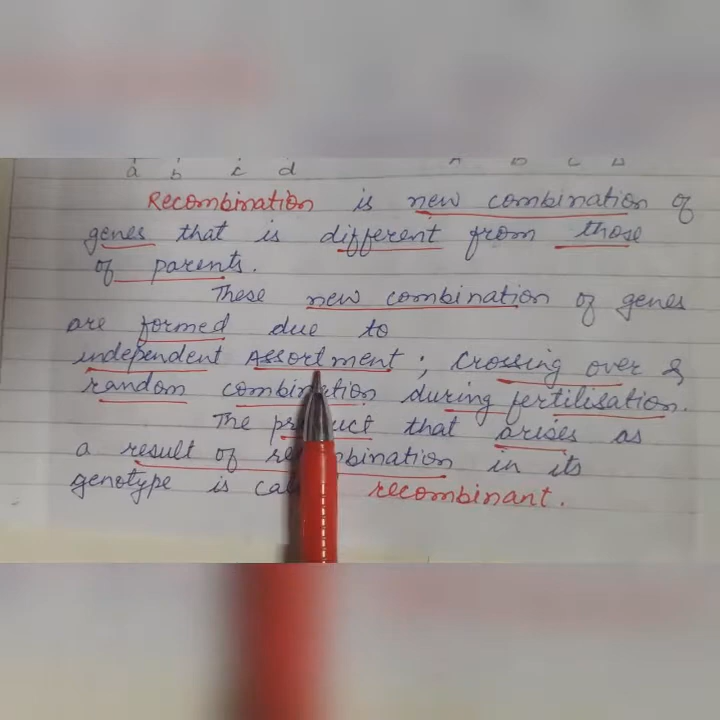 a b c d A B C D
Recombination is new combination of
genes that is different from those
of parents.
These new combination of genes
are formed due to
independent Assortment ; crossing over &
random combination during fertilisation.
The product that arises as
a result of recombination in its
genotype is called recombinant.